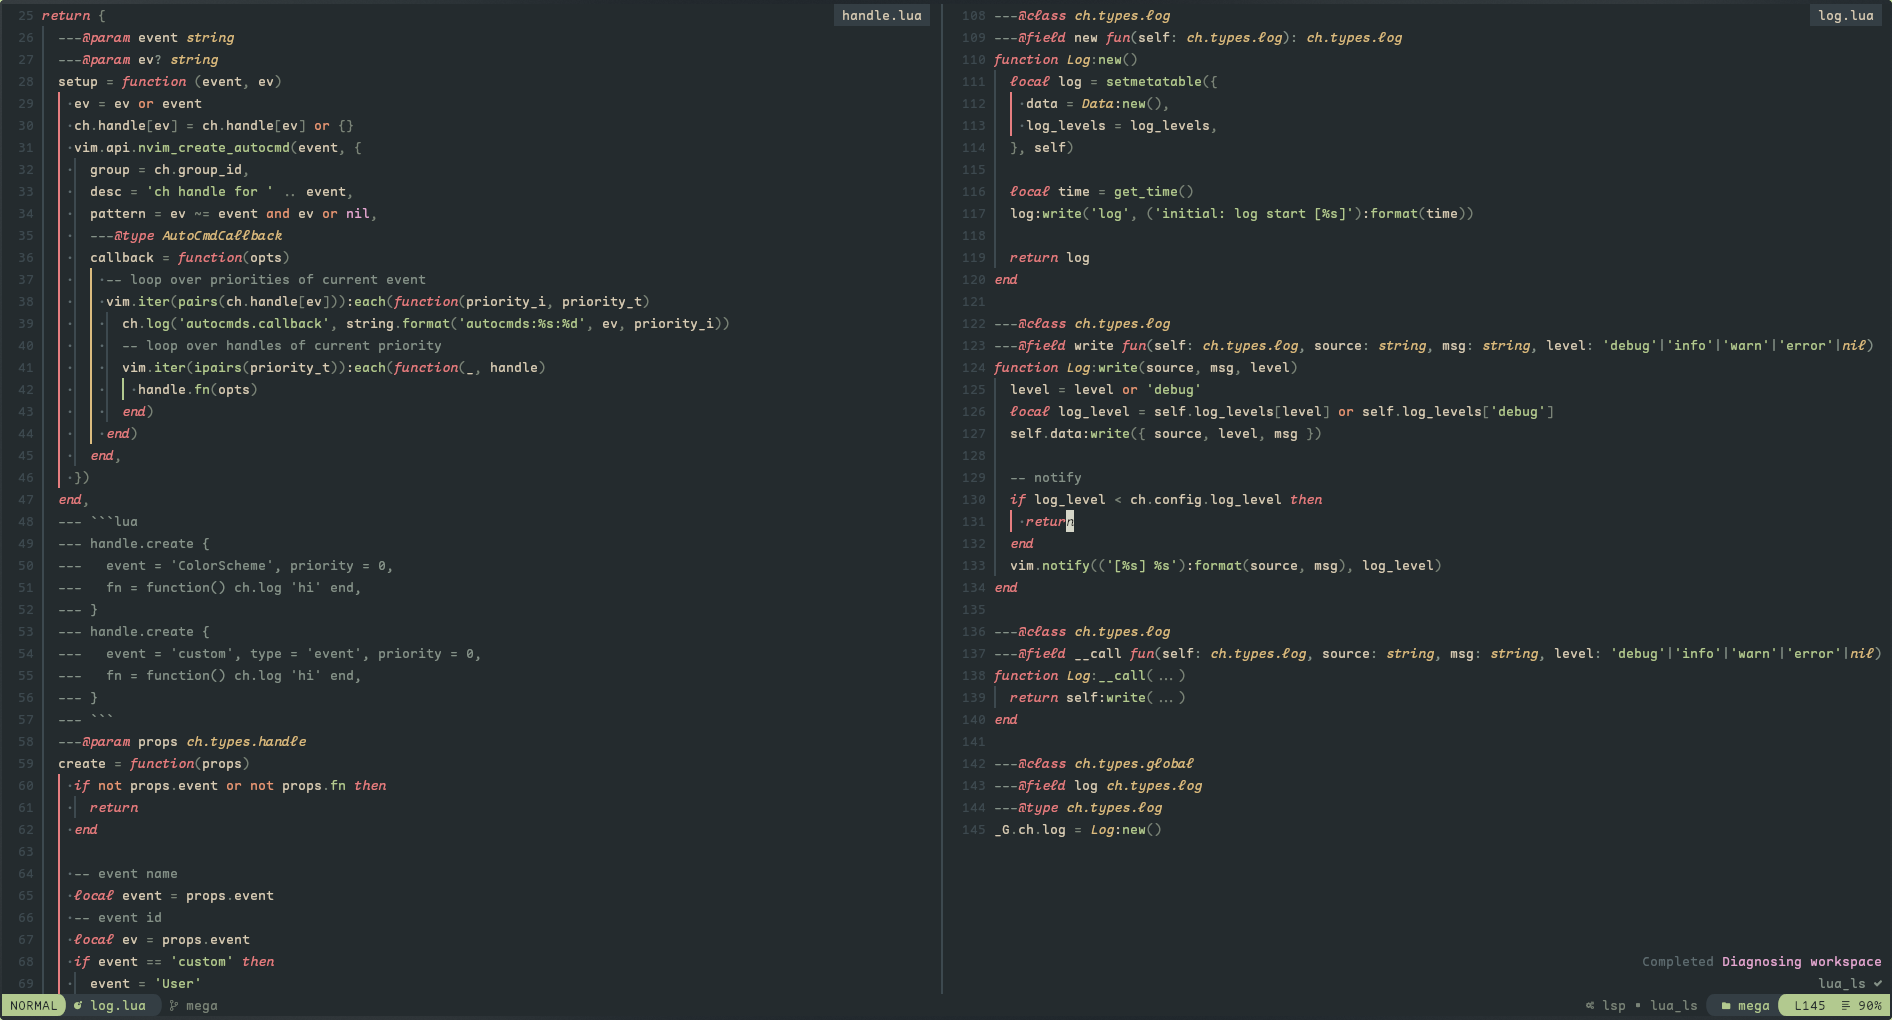 handle.lua
25 return {
26   ---@param event string
27   ---@param ev? string
28   setup = function (event, ev)
29    ·ev = ev or event
30    ·ch.handle[ev] = ch.handle[ev] or {}
31    ·vim.api.nvim_create_autocmd(event, {
32    ·  group = ch.group_id,
33    ·  desc = 'ch handle for ' .. event,
34    ·  pattern = ev ~= event and ev or nil,
35    ·  ---@type AutoCmdCallback
36    ·  callback = function(opts)
37    ·   ·-- loop over priorities of current event
38    ·   ·vim.iter(pairs(ch.handle[ev])):each(function(priority_i, priority_t)
39    ·   ·  ch.log('autocmds.callback', string.format('autocmds:%s:%d', ev, priority_i))
40    ·   ·  -- loop over handles of current priority
41    ·   ·  vim.iter(ipairs(priority_t)):each(function(_, handle)
42    ·   ·   ·handle.fn(opts)
43    ·   ·  end)
44    ·   ·end)
45    ·  end,
46    ·})
47   end,
48   --- ```lua
49   --- handle.create {
50   ---   event = 'ColorScheme', priority = 0,
51   ---   fn = function() ch.log 'hi' end,
52   --- }
53   --- handle.create {
54   ---   event = 'custom', type = 'event', priority = 0,
55   ---   fn = function() ch.log 'hi' end,
56   --- }
57   --- ```
58   ---@param props ch.types.handle
59   create = function(props)
60    ·if not props.event or not props.fn then
61    ·  return
62    ·end
63
64    ·-- event name
65    ·local event = props.event
66    ·-- event id
67    ·local ev = props.event
68    ·if event == 'custom' then
69    ·  event = 'User'
log.lua
108 ---@class ch.types.log
109 ---@field new fun(self: ch.types.log): ch.types.log
110 function Log:new()
111   local log = setmetatable({
112    ·data = Data:new(),
113    ·log_levels = log_levels,
114   }, self)
115
116   local time = get_time()
117   log:write('log', ('initial: log start [%s]'):format(time))
118
119   return log
120 end
121
122 ---@class ch.types.log
123 ---@field write fun(self: ch.types.log, source: string, msg: string, level: 'debug'|'info'|'warn'|'error'|nil)
124 function Log:write(source, msg, level)
125   level = level or 'debug'
126   local log_level = self.log_levels[level] or self.log_levels['debug']
127   self.data:write({ source, level, msg })
128
129   -- notify
130   if log_level < ch.config.log_level then
131    ·return
132   end
133   vim.notify(('[%s] %s'):format(source, msg), log_level)
134 end
135
136 ---@class ch.types.log
137 ---@field __call fun(self: ch.types.log, source: string, msg: string, level: 'debug'|'info'|'warn'|'error'|nil)
138 function Log:__call(...)
139   return self:write(...)
140 end
141
142 ---@class ch.types.global
143 ---@field log ch.types.log
144 ---@type ch.types.log
145 _G.ch.log = Log:new()
Completed Diagnosing workspace
lua_ls ✔
NORMAL log.lua mega lsp ▪ lua_ls mega L145 ≡ 90%